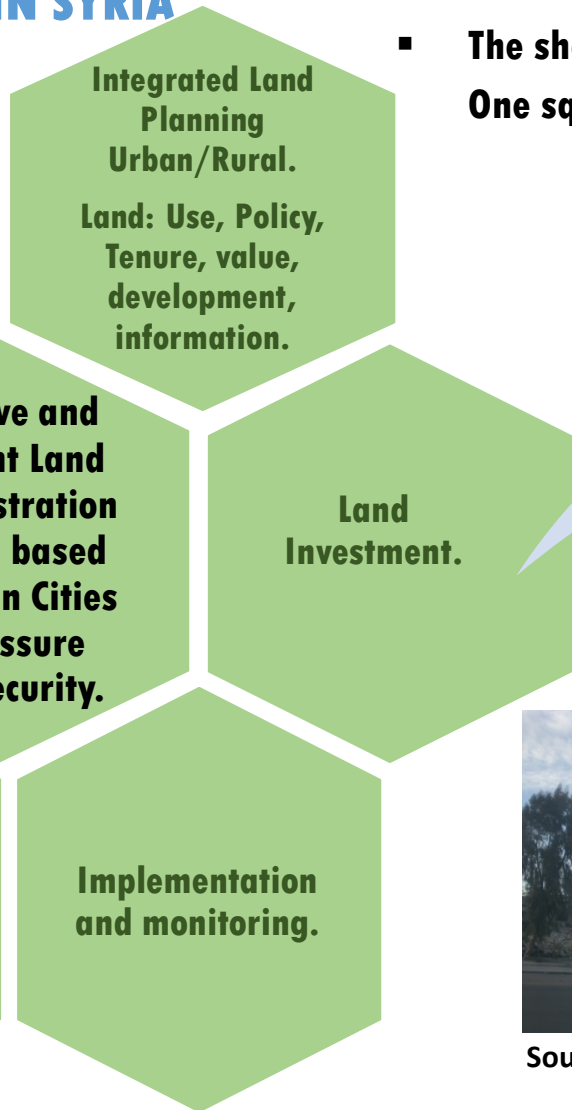 IN SYRIA
Integrated Land
Planning
Urban/Rural.
Land: Use, Policy,
Tenure, value,
development,
information.
▪ The sh
One sq
ve and
nt Land
stration
based
n Cities
ssure
ecurity.
Land
Investment.
Implementation
and monitoring.
Sou